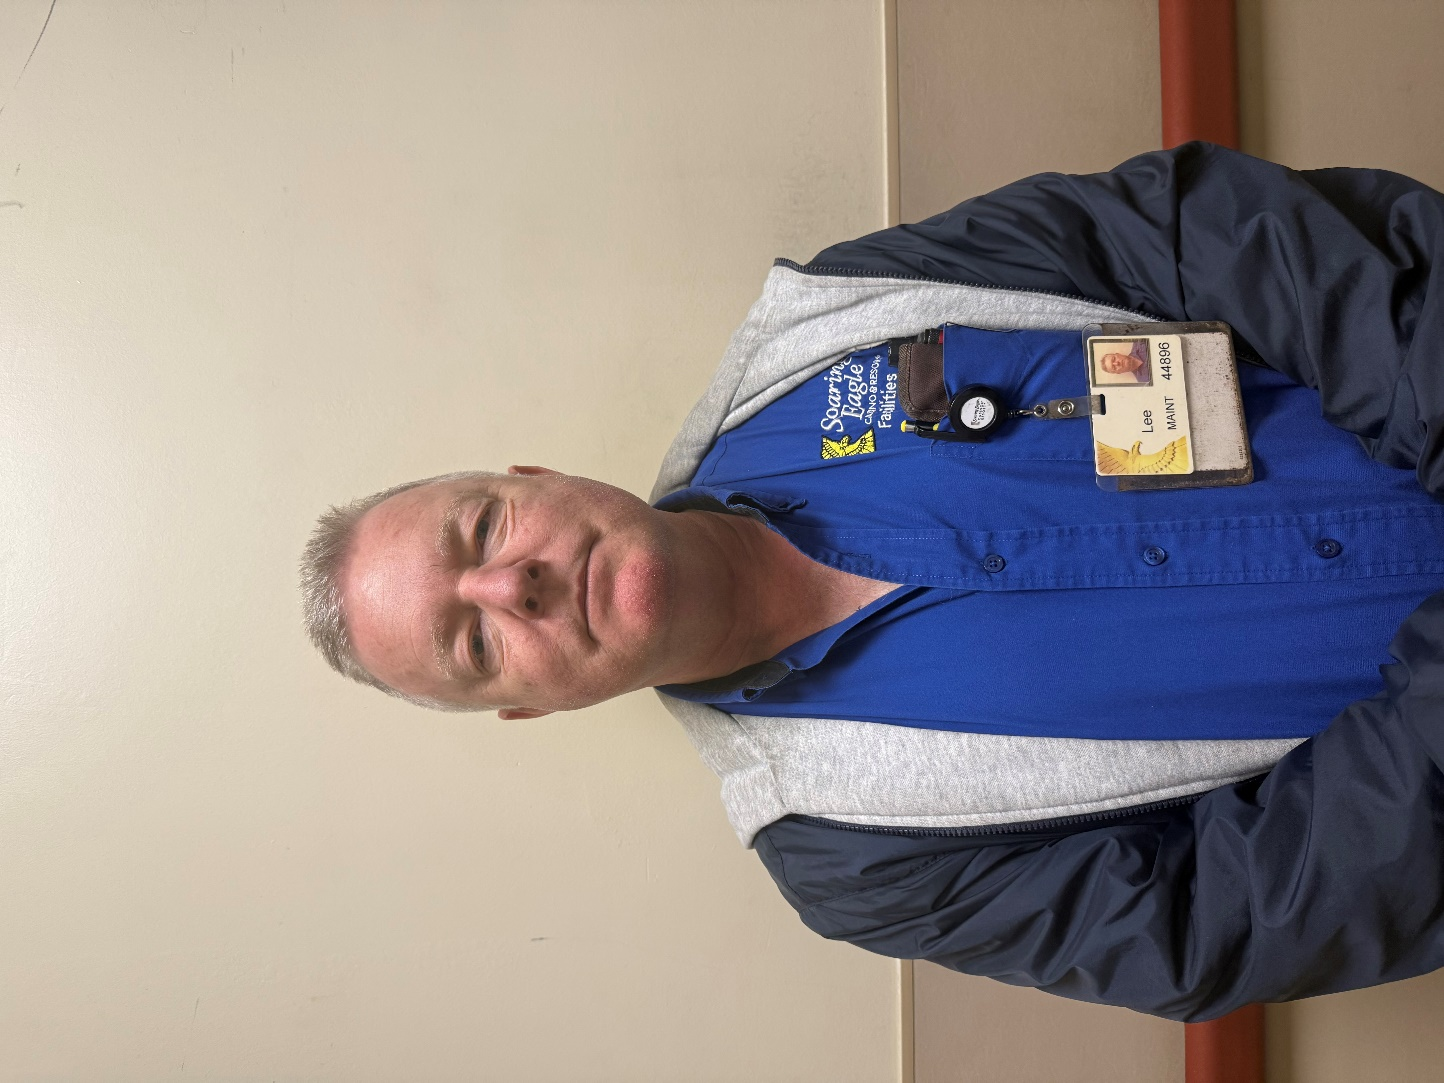 Soaring
Eagle
CASINO & RESORT
Facilities
Lee
MAINT 44896